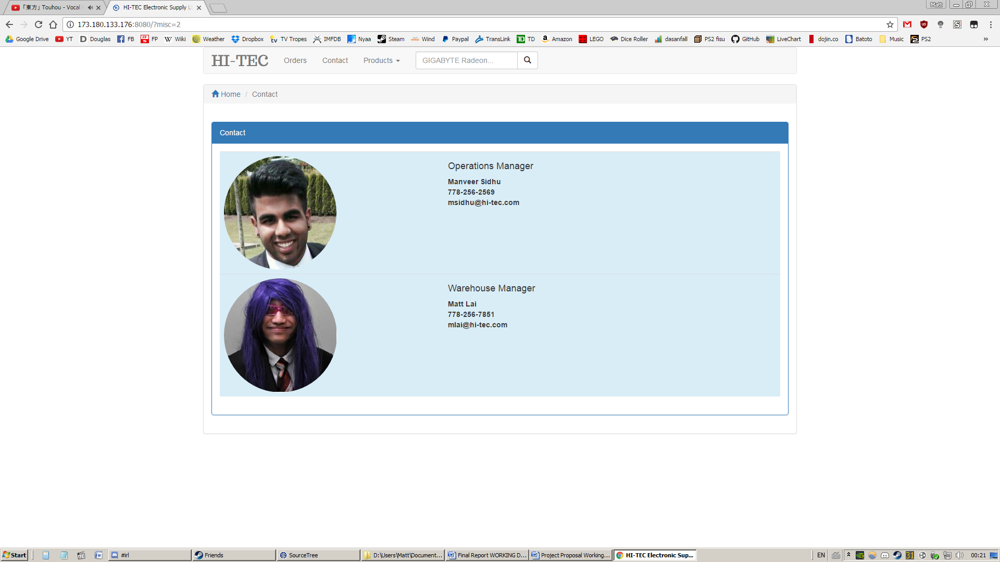 「東方」Touhou - Vocal
HI-TEC Electronic Supply L
Matt
173.180.133.176:8080/?misc=2
Google Drive YT Douglas FB FP Wiki Weather Dropbox TV Tropes IMFDB Nyaa Steam Wind Paypal TransLink TD Amazon LEGO Dice Roller dasanfall PS2 fisu GitHub LiveChart dojin.co Batoto Music PS2 »
HI-TEC Orders Contact Products GIGABYTE Radeon...
Home / Contact
Contact
Operations Manager
Manveer Sidhu
778-256-2569
msidhu@hi-tec.com
Warehouse Manager
Matt Lai
778-256-7851
mlai@hi-tec.com
Start #irl Friends SourceTree D:\Users\Matt\Document... Final Report WORKING D... Project Proposal Working... HI-TEC Electronic Sup... EN 31 00:21